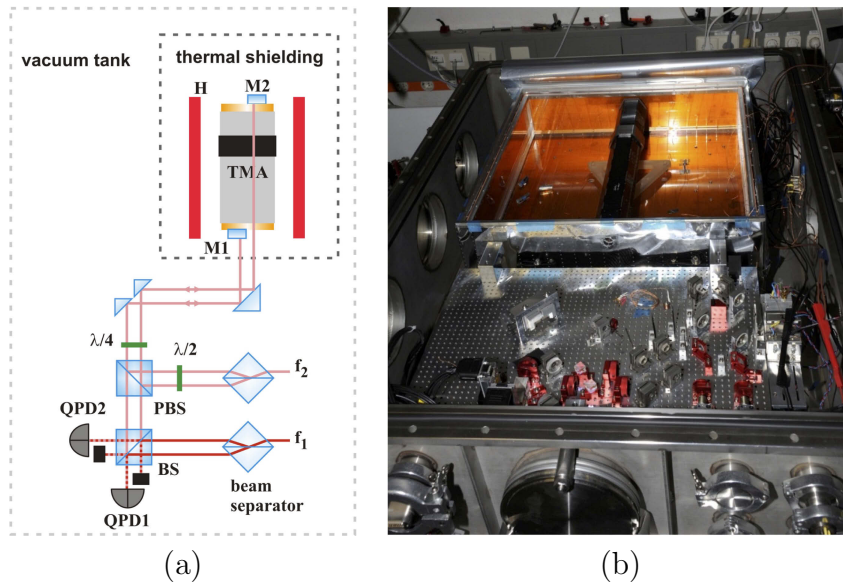 vacuum tank
thermal shielding
H
M2
TMA
M1
λ/4
λ/2
f2
QPD2
PBS
f1
BS
beam
separator
QPD1
(a)
(b)